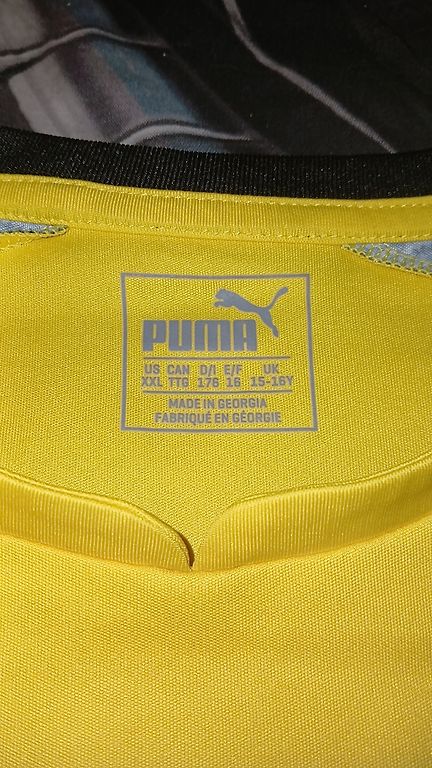 PUMA
US CAN D/I E/F UK
XXL TTG 176 16 15-16Y
MADE IN GEORGIA
FABRIQUÉ EN GÉORGIE